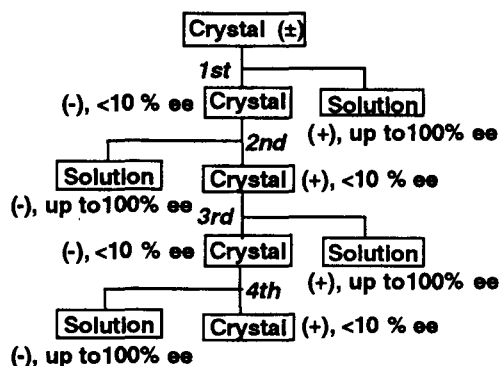 Crystal (±)
1st
(-), <10 % ee Crystal Solution
(+), up to100% ee
2nd
Solution Crystal (+), <10 % ee
(-), up to100% ee
3rd
(-), <10 % ee Crystal Solution
(+), up to100% ee
4th
Solution Crystal (+), <10 % ee
(-), up to100% ee